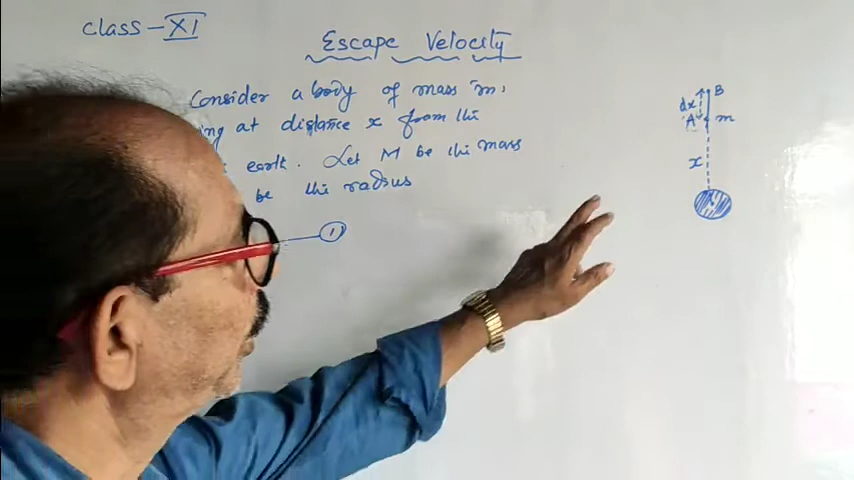 class - XI
Escape Velocity
Consider a body of mass 'm'
ing at distance x from the
earth. Let M be the mass
be the radius
1
B
dx
A
m
x